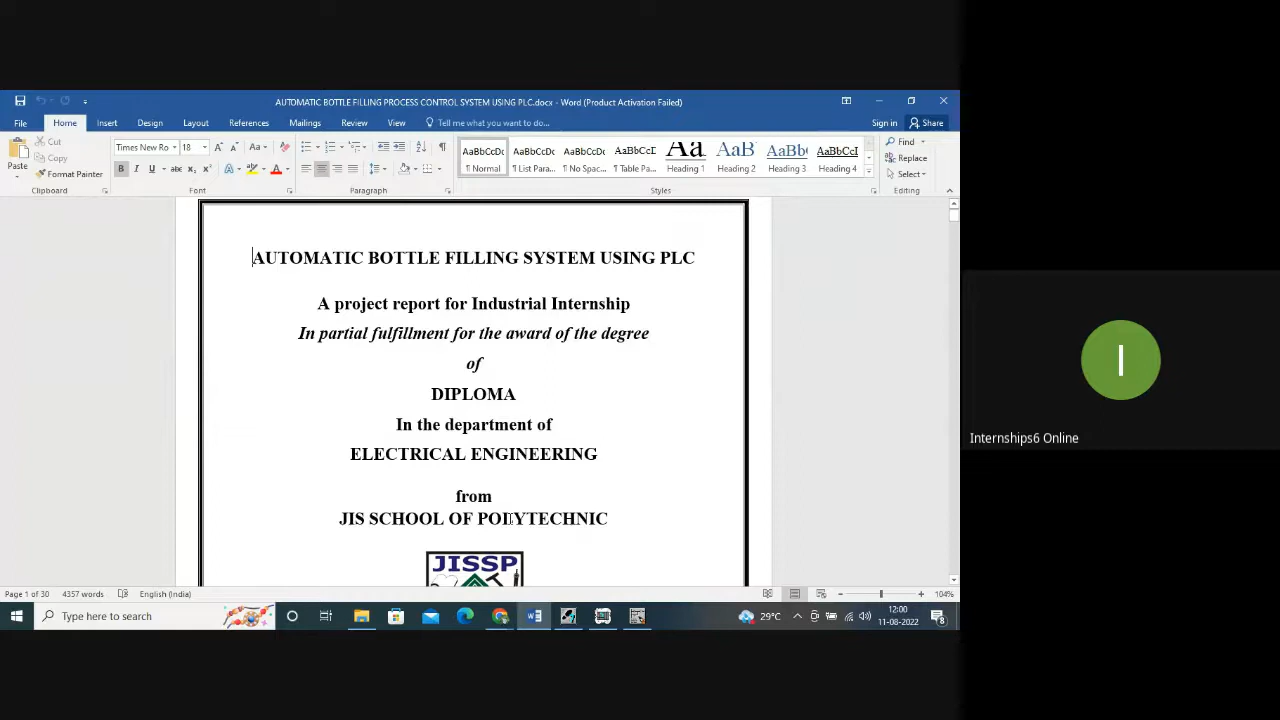 AUTOMATIC BOTTLE FILLING PROCESS CONTROL SYSTEM USING PLC.docx - Word (Product Activation Failed)
File Home Insert Design Layout References Mailings Review View Tell me what you want to do... Sign in Share
Paste
Cut
Copy
Format Painter
Clipboard
Times New Ro 18
Font
Paragraph
AaBbCcDc AaBbCcDc AaBbCcDc AaBbCcI AaBbC AaBbCcI
¶ Normal ¶ List Para... ¶ No Spac... ¶ Table Pa... Heading 1 Heading 2 Heading 3 Heading 4
Styles
Find
Replace
Select
Editing
AUTOMATIC BOTTLE FILLING SYSTEM USING PLC
A project report for Industrial Internship
In partial fulfillment for the award of the degree
of
DIPLOMA
In the department of
ELECTRICAL ENGINEERING
from
JIS SCHOOL OF POLYTECHNIC
JISSP
Page 1 of 30 4357 words English (India) 104%
Type here to search
29°C
12:00
11-08-2022
8
I
Internships6 Online